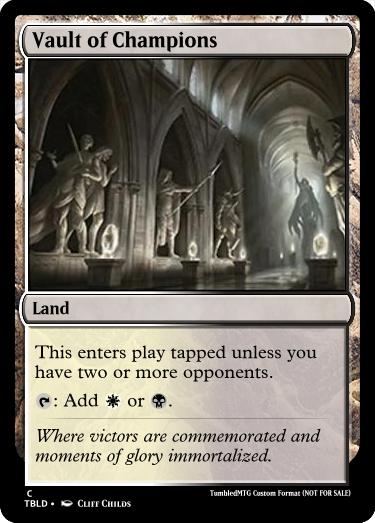 Vault of Champions
Land
This enters play tapped unless you
have two or more opponents.
: Add or .
Where victors are commemorated and
moments of glory immortalized.
C
TBLD • Cliff Childs
TumbledMTG Custom Format (NOT FOR SALE)